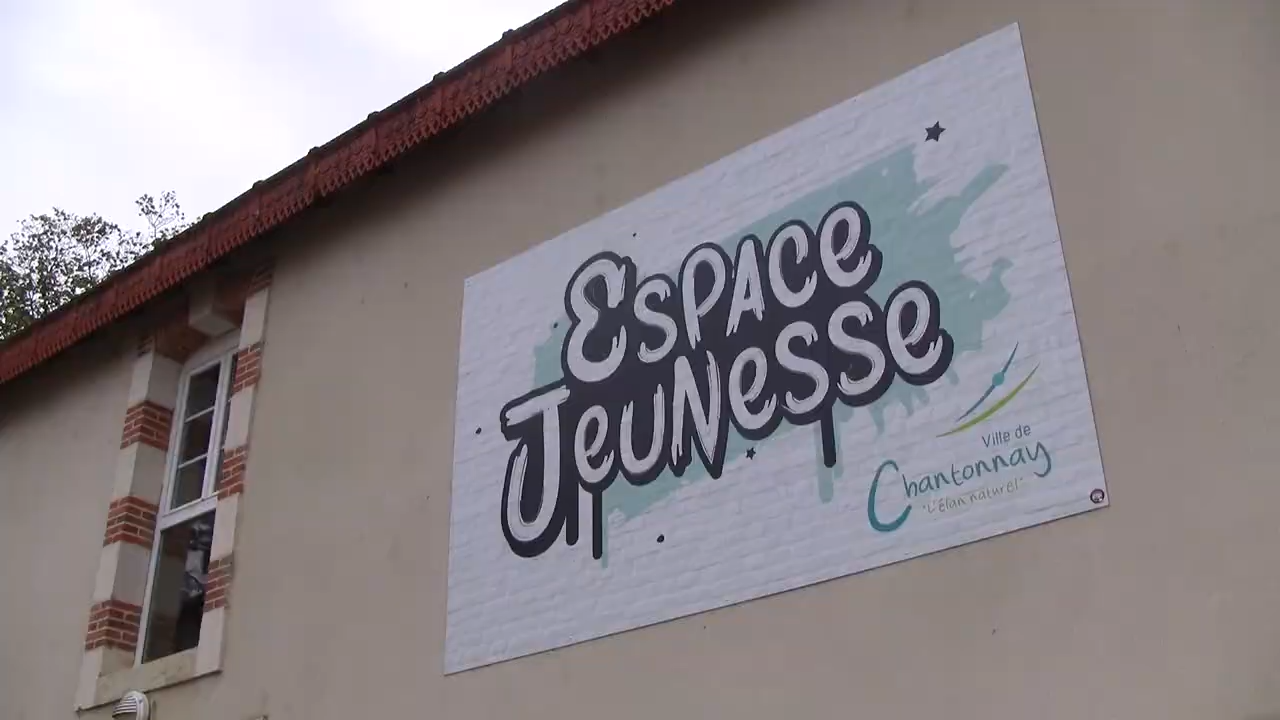 Espace
Jeunesse
Ville de
Chantonnay
"L'élan naturel"